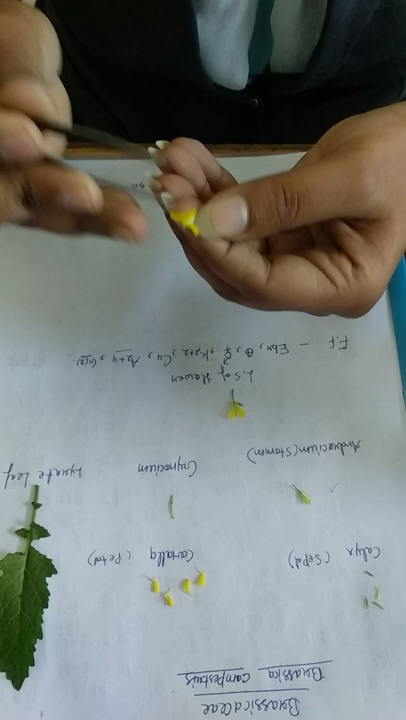 Brassicaceae
Brassica campestris
Calyx (Sepal)
Corolla (Petal)
Androecium (Stamen)
Gynoecium
Lyrate Leaf
L.S of flower
F.F – Ebr, ⊕, ⚥, K2+2, C4, A2+4, G(2)